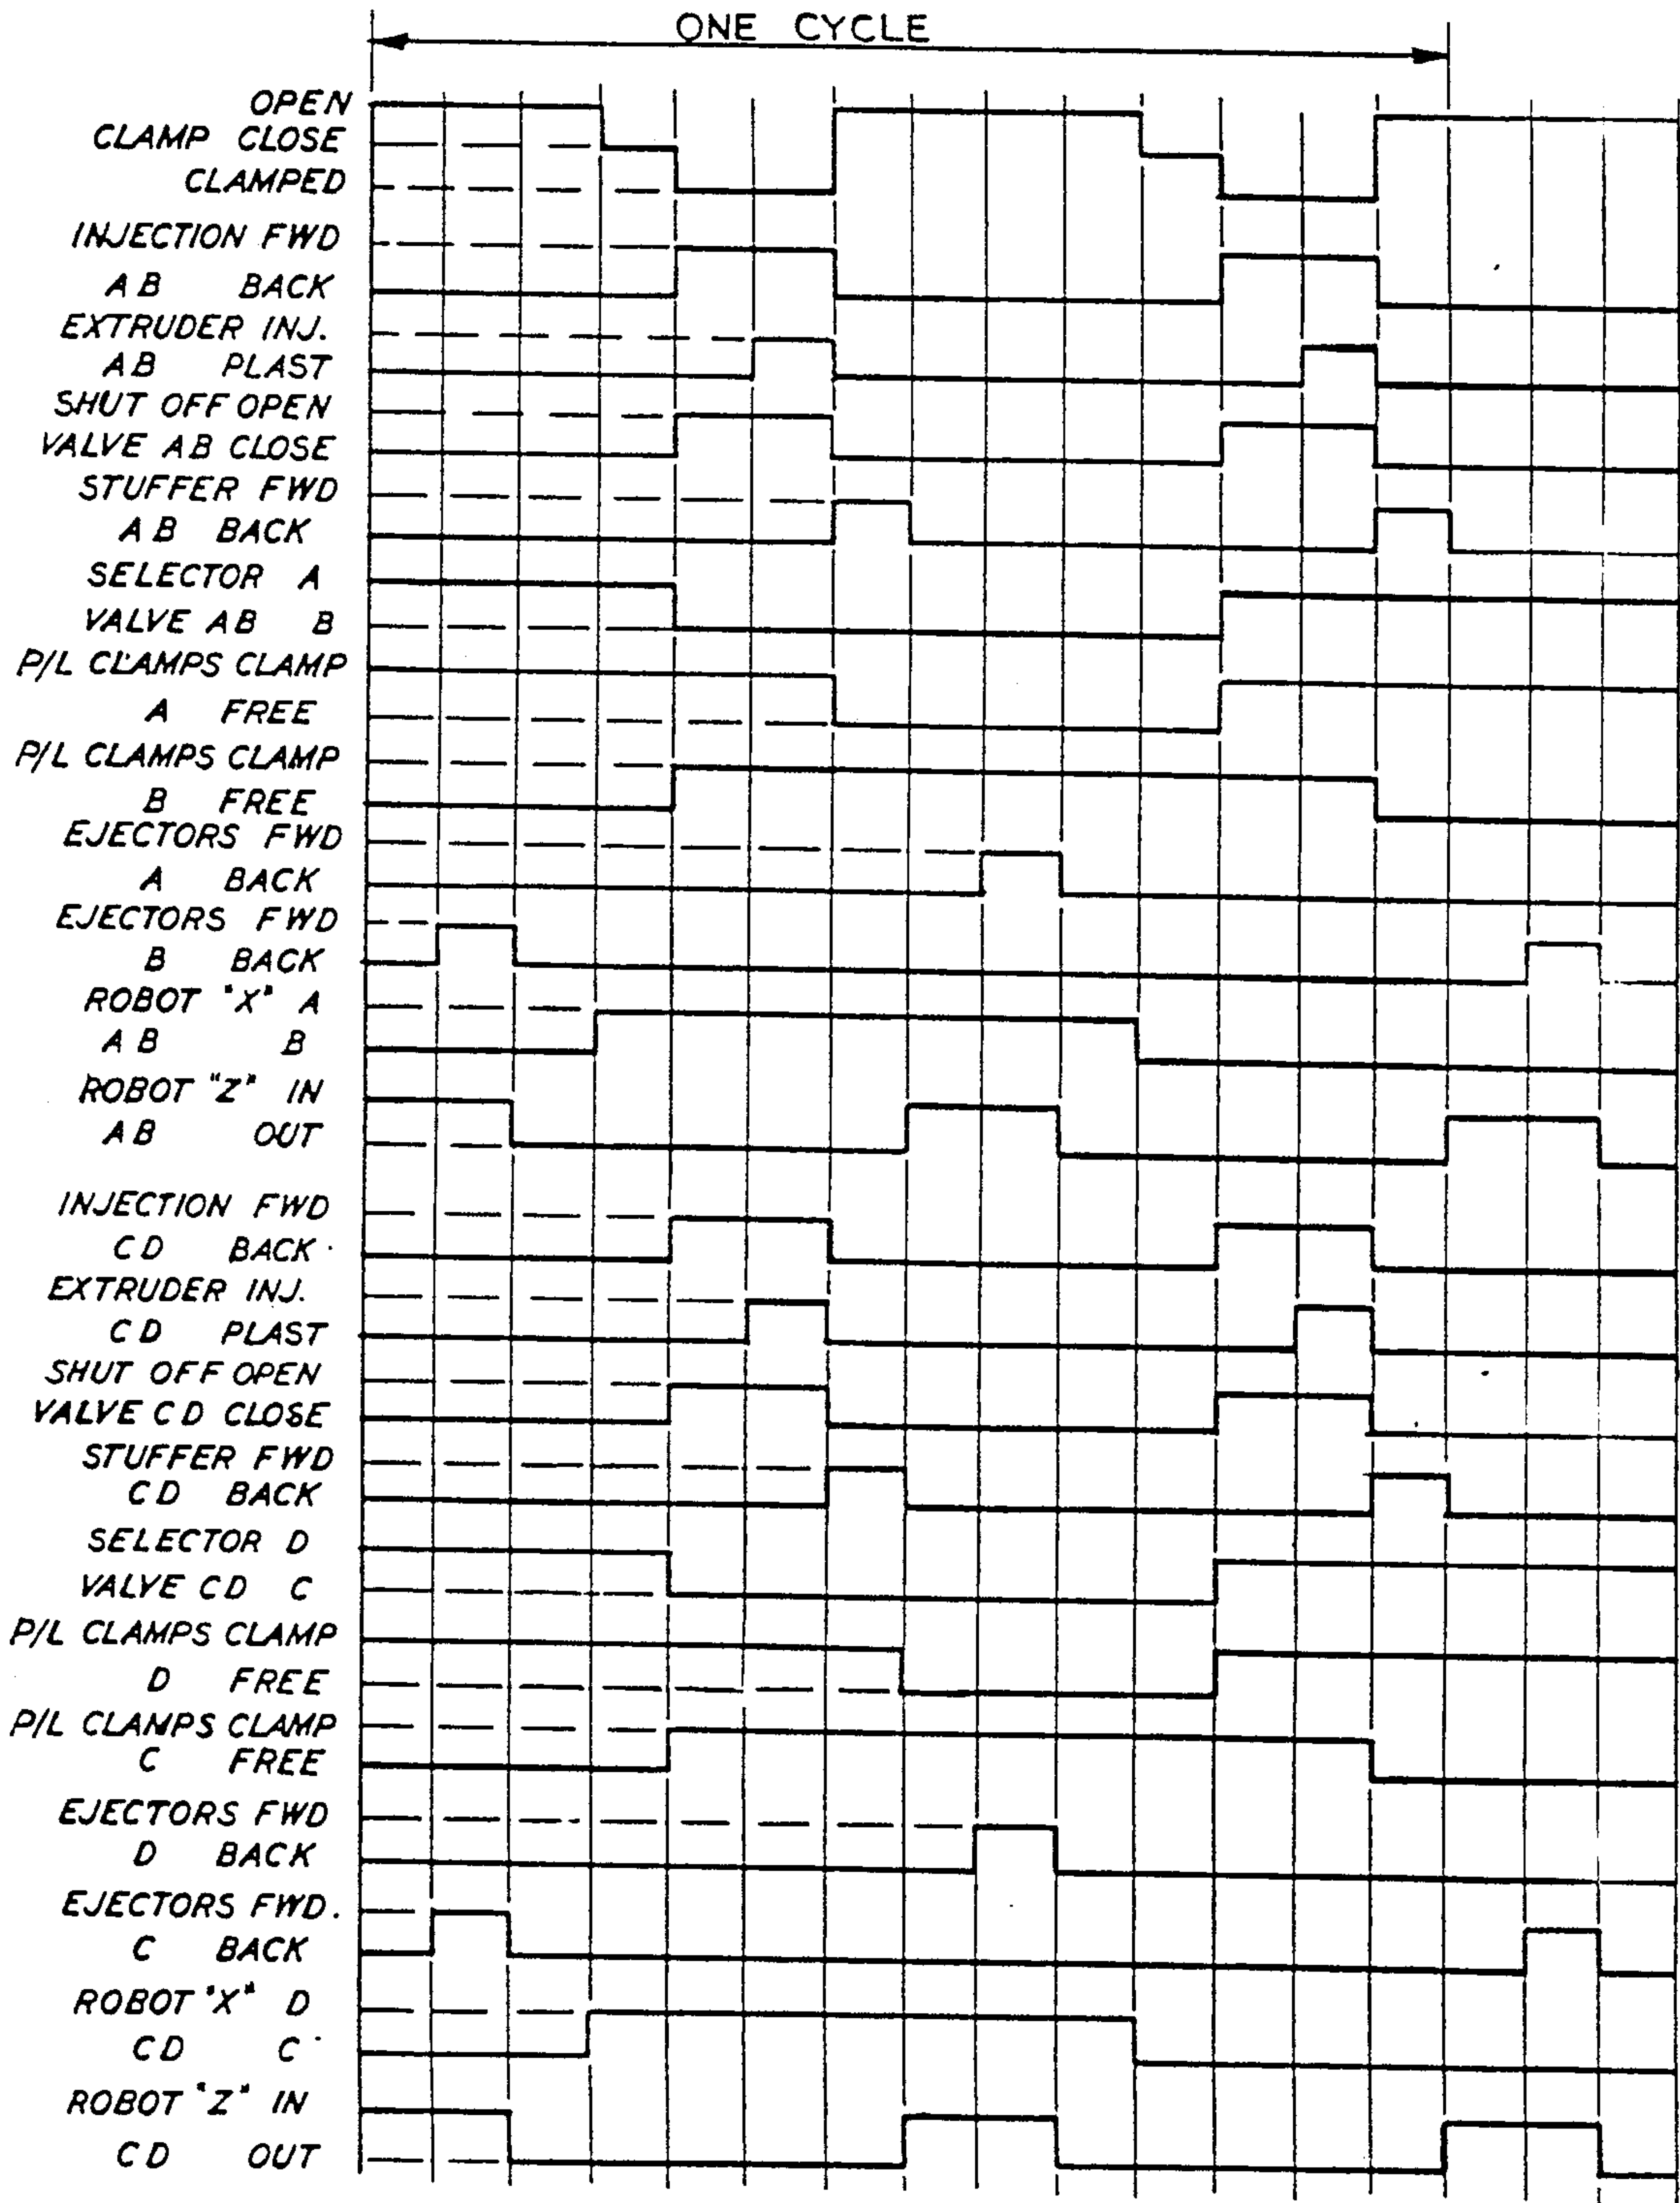 ONE CYCLE
OPEN
CLAMP CLOSE
CLAMPED
INJECTION FWD
AB BACK
EXTRUDER INJ.
AB PLAST
SHUT OFF OPEN
VALVE AB CLOSE
STUFFER FWD
AB BACK
SELECTOR A
VALVE AB B
P/L CLAMPS CLAMP
A FREE
P/L CLAMPS CLAMP
B FREE
EJECTORS FWD
A BACK
EJECTORS FWD
B BACK
ROBOT "X" A
AB B
ROBOT "Z" IN
AB OUT
INJECTION FWD
CD BACK
EXTRUDER INJ.
CD PLAST
SHUT OFF OPEN
VALVE CD CLOSE
STUFFER FWD
CD BACK
SELECTOR D
VALVE CD C
P/L CLAMPS CLAMP
D FREE
P/L CLAMPS CLAMP
C FREE
EJECTORS FWD
D BACK
EJECTORS FWD.
C BACK
ROBOT "X" D
CD C
ROBOT "Z" IN
CD OUT